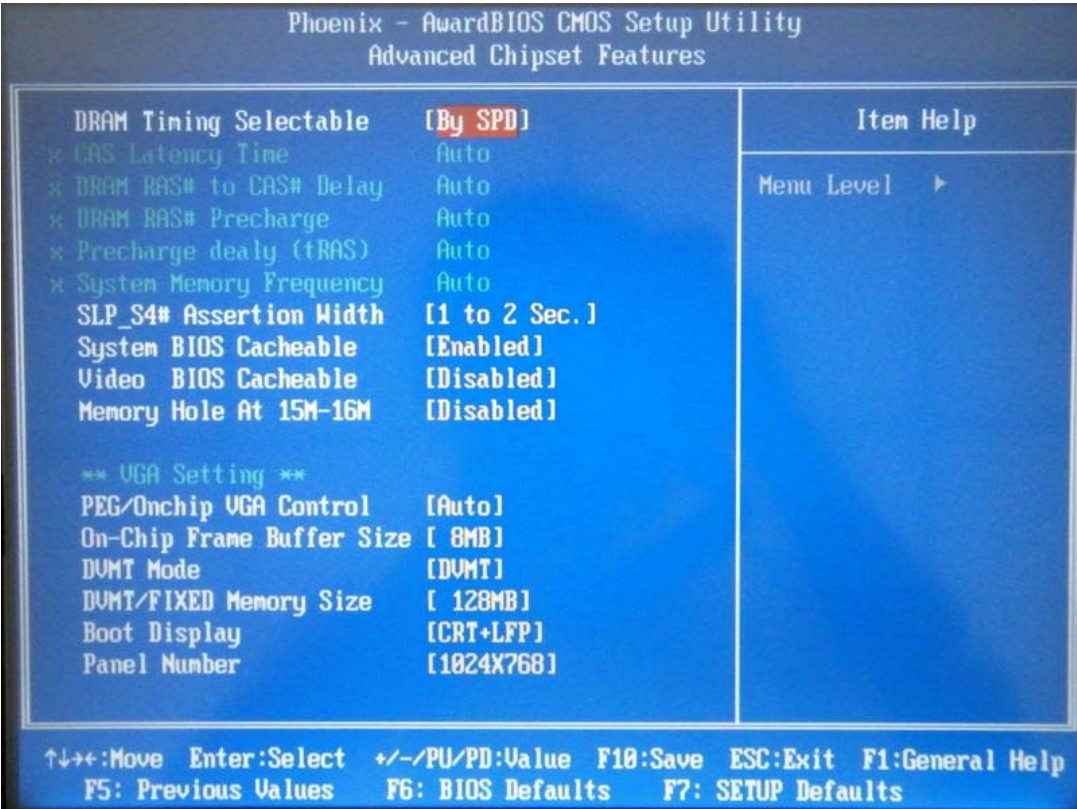 Phoenix - AwardBIOS CMOS Setup Utility
Advanced Chipset Features
DRAM Timing Selectable [By SPD]
x CAS Latency Time Auto
x DRAM RAS# to CAS# Delay Auto
x DRAM RAS# Precharge Auto
x Precharge dealy (tRAS) Auto
x System Memory Frequency Auto
SLP_S4# Assertion Width [1 to 2 Sec.]
System BIOS Cacheable [Enabled]
Video BIOS Cacheable [Disabled]
Memory Hole At 15M-16M [Disabled]
** VGA Setting **
PEG/Onchip VGA Control [Auto]
On-Chip Frame Buffer Size [ 8MB]
DVMT Mode [DVMT]
DVMT/FIXED Memory Size [ 128MB]
Boot Display [CRT+LFP]
Panel Number [1024X768]
Item Help
Menu Level ►
↑↓→←:Move Enter:Select +/-/PU/PD:Value F10:Save ESC:Exit F1:General Help
F5: Previous Values F6: BIOS Defaults F7: SETUP Defaults